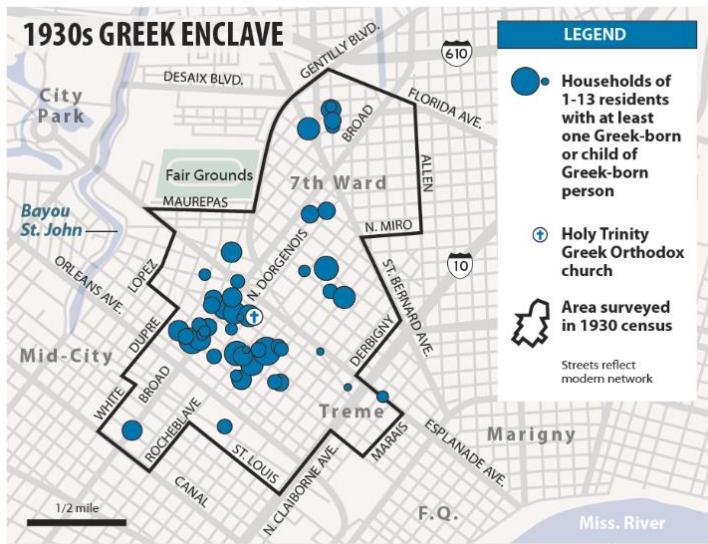 1930s GREEK ENCLAVE
GENTILLY BLVD.
610
DESAIX BLVD.
City
Park
FLORIDA AVE.
BROAD
Fair Grounds
7th Ward
ALLEN
MAUREPAS
Bayou
St. John
N. MIRO
N. DORGENOIS
10
LOPEZ
ORLEANS AVE.
ST. BERNARD AVE.
DUPRE
DERBIGNY
Mid-City
BROAD
WHITE
ROCHEBLAVE
Treme
ST. LOUIS
MARAIS
ESPLANADE AVE.
Marigny
CANAL
N. CLAIBORNE AVE.
F.Q.
1/2 mile
Miss. River
LEGEND
Households of
1-13 residents
with at least
one Greek-born
or child of
Greek-born
person
Holy Trinity
Greek Orthodox
church
Area surveyed
in 1930 census
Streets reflect
modern network